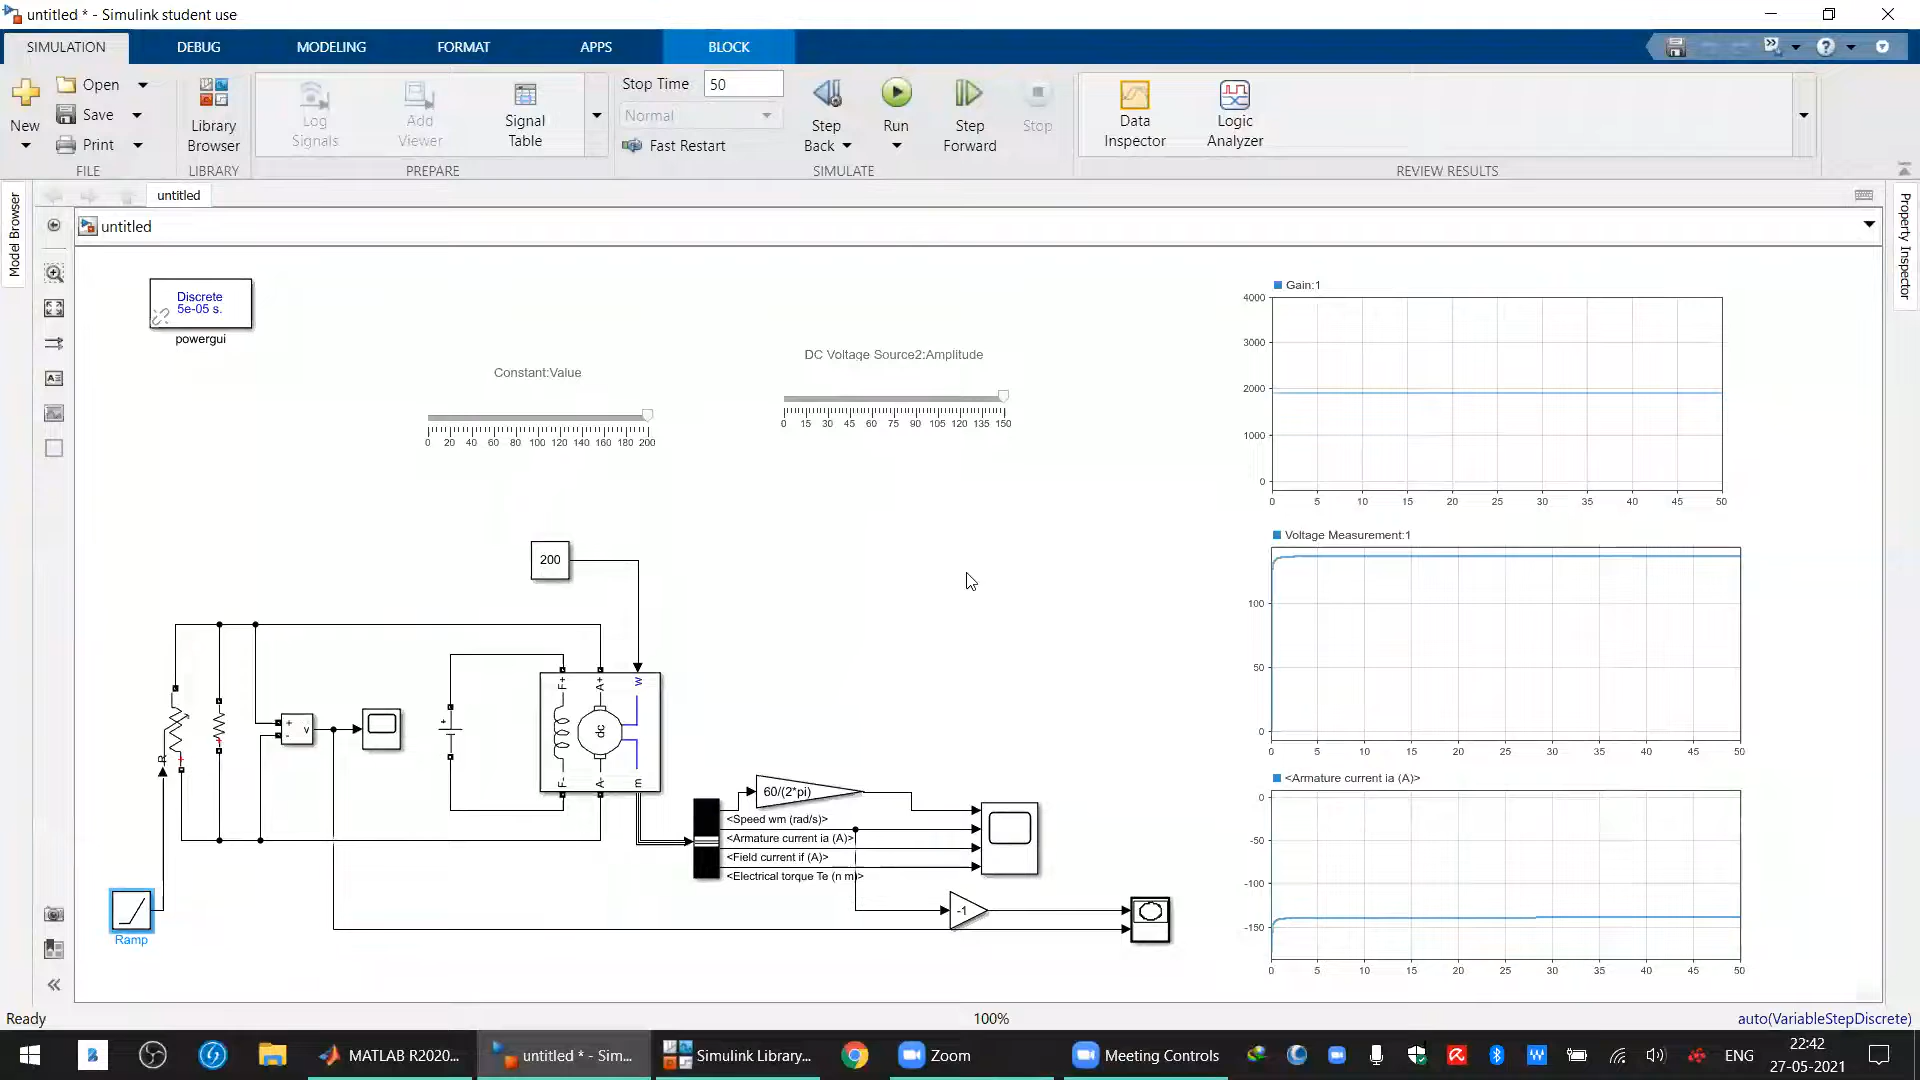 untitled * - Simulink student use
SIMULATION DEBUG MODELING FORMAT APPS BLOCK
New
Open
Save
Print
FILE
Library Browser
LIBRARY
Log Signals
Add Viewer
Signal Table
PREPARE
Stop Time 50
Normal
Fast Restart
Step Back
Run
Step Forward
Stop
SIMULATE
Data Inspector
Logic Analyzer
REVIEW RESULTS
Model Browser
untitled
untitled
Property Inspector
Discrete
5e-05 s.
powergui
Constant:Value
0 20 40 60 80 100 120 140 160 180 200
DC Voltage Source2:Amplitude
0 15 30 45 60 75 90 105 120 135 150
Gain:1
4000
3000
2000
1000
0
0 5 10 15 20 25 30 35 40 45 50
Voltage Measurement:1
100
50
0
0 5 10 15 20 25 30 35 40 45 50
<Armature current ia (A)>
0
-50
-100
-150
0 5 10 15 20 25 30 35 40 45 50
200
F+ A+ w
dc
F- A- m
R
+
-
v
+
60/(2*pi)
<Speed wm (rad/s)>
<Armature current ia (A)>
<Field current if (A)>
<Electrical torque Te (n m)>
-1
Ramp
Ready
100%
auto(VariableStepDiscrete)
MATLAB R2020...
untitled * - Sim...
Simulink Library...
Zoom
Meeting Controls
ENG
22:42
27-05-2021